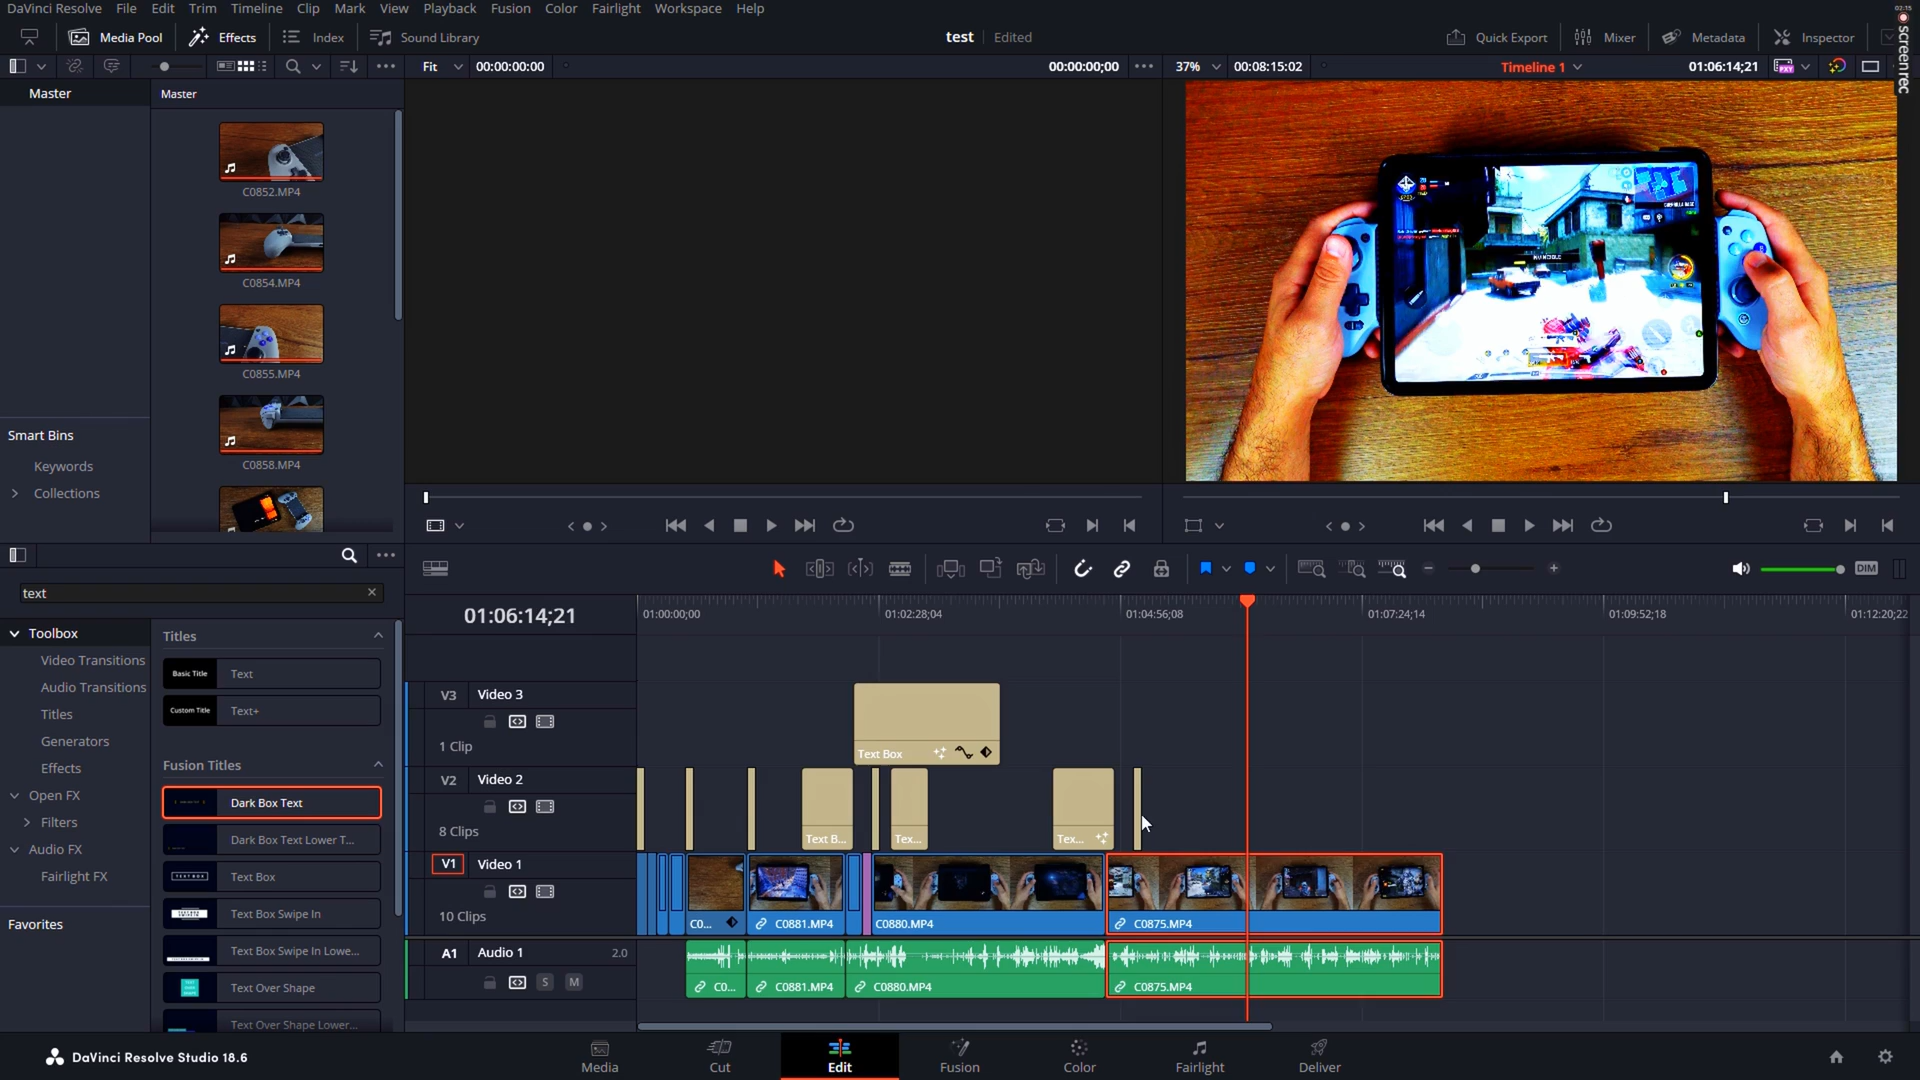 DaVinci Resolve File Edit Trim Timeline Clip Mark View Playback Fusion Color Fairlight Workspace Help
Media Pool Effects Index Sound Library test Edited Quick Export Mixer Metadata Inspector
02:15
screenrec
Fit 00:00:00:00 00:00:00;00 37% 00:08:15:02 Timeline 1 01:06:14;21 PXY
Master
Master
C0852.MP4
C0854.MP4
C0855.MP4
C0858.MP4
Smart Bins
Keywords
Collections
text
DIM
Toolbox
Video Transitions
Audio Transitions
Titles
Generators
Effects
Open FX
Filters
Audio FX
Fairlight FX
Favorites
Titles
Basic Title Text
Custom Title Text+
Fusion Titles
Dark Box Text
Dark Box Text Lower T...
Text Box
Text Box Swipe In
Text Box Swipe In Lowe...
Text Over Shape
Text Over Shape Lower...
01:06:14;21 01:00:00;00 01:02:28;04 01:04:56;08 01:07:24;14 01:09:52;18 01:12:20;22
V3 Video 3
1 Clip
Text Box
V2 Video 2
8 Clips
Text B... Tex... Tex...
V1 Video 1
10 Clips
C0... C0881.MP4 C0880.MP4 C0875.MP4
A1 Audio 1 2.0
S M
C0... C0881.MP4 C0880.MP4 C0875.MP4
DaVinci Resolve Studio 18.6
Media Cut Edit Fusion Color Fairlight Deliver